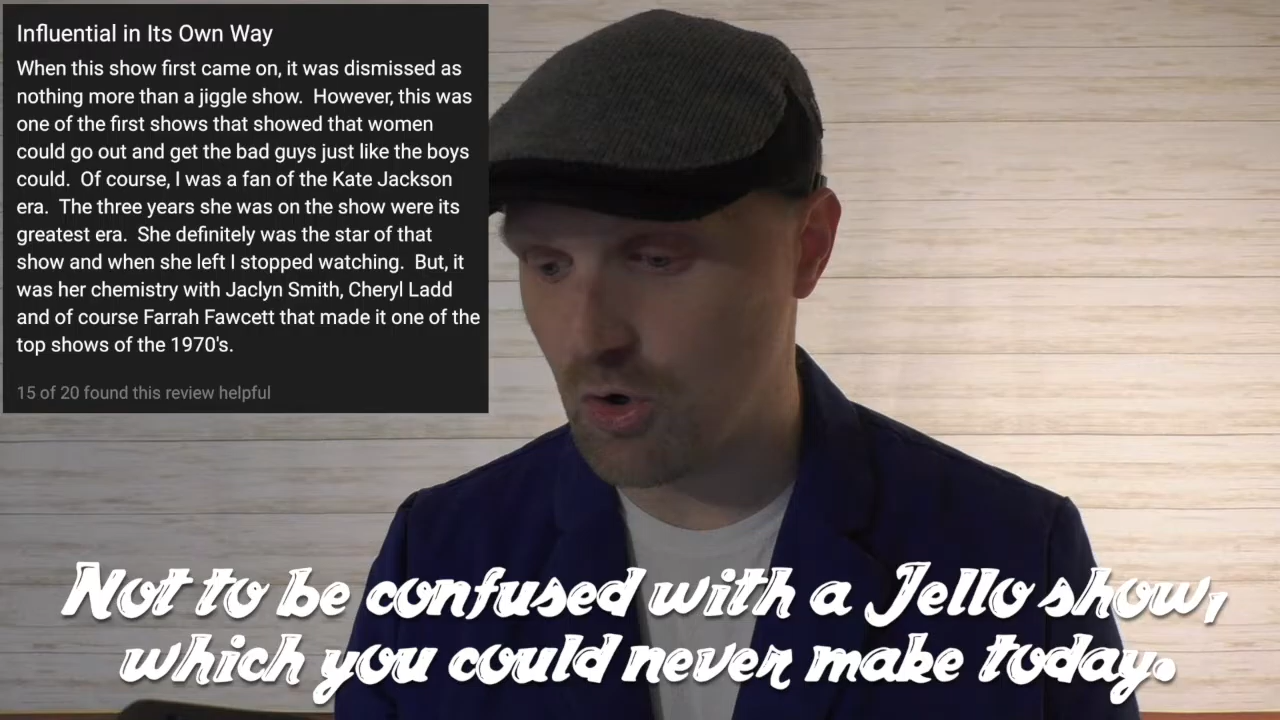 Influential in Its Own Way
When this show first came on, it was dismissed as
nothing more than a jiggle show.  However, this was
one of the first shows that showed that women
could go out and get the bad guys just like the boys
could.  Of course, I was a fan of the Kate Jackson
era.  The three years she was on the show were its
greatest era.  She definitely was the star of that
show and when she left I stopped watching.  But, it
was her chemistry with Jaclyn Smith, Cheryl Ladd
and of course Farrah Fawcett that made it one of the
top shows of the 1970's.
15 of 20 found this review helpful
Not to be confused with a Jello show,
which you could never make today.